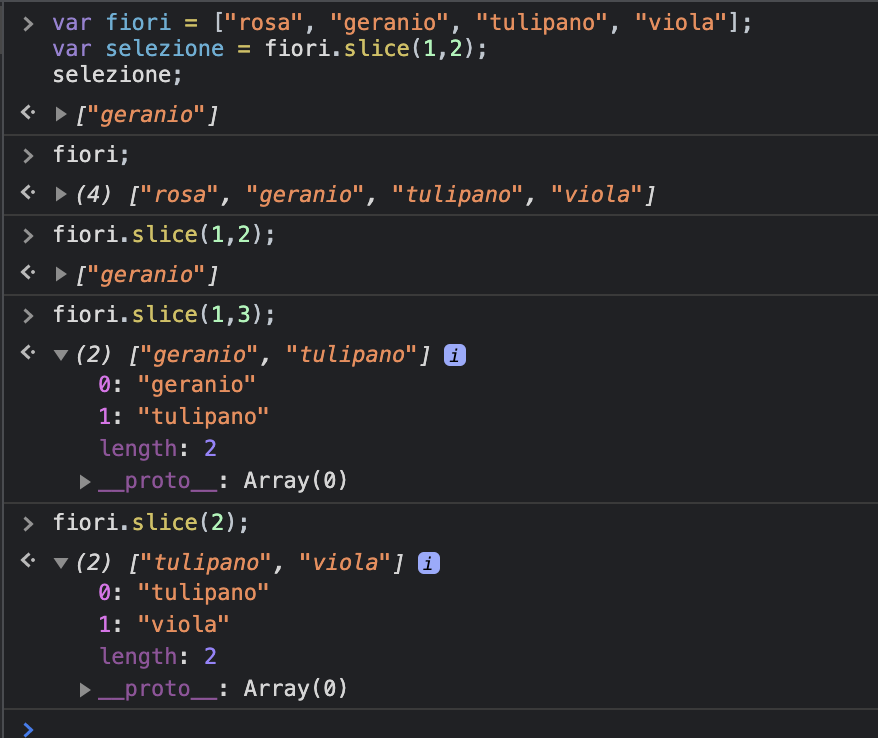 > var fiori = ["rosa", "geranio", "tulipano", "viola"];
var selezione = fiori.slice(1,2);
selezione;
<· ▶ ["geranio"]
> fiori;
<· ▶ (4) ["rosa", "geranio", "tulipano", "viola"]
> fiori.slice(1,2);
<· ▶ ["geranio"]
> fiori.slice(1,3);
<· ▼ (2) ["geranio", "tulipano"] i
0: "geranio"
1: "tulipano"
length: 2
▶ __proto__: Array(0)
> fiori.slice(2);
<· ▼ (2) ["tulipano", "viola"] i
0: "tulipano"
1: "viola"
length: 2
▶ __proto__: Array(0)
>